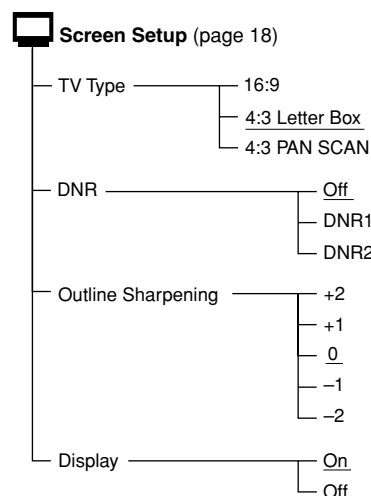 Screen Setup (page 18)
TV Type
16:9
4:3 Letter Box
4:3 PAN SCAN
DNR
Off
DNR1
DNR2
Outline Sharpening
+2
+1
0
–1
–2
Display
On
Off